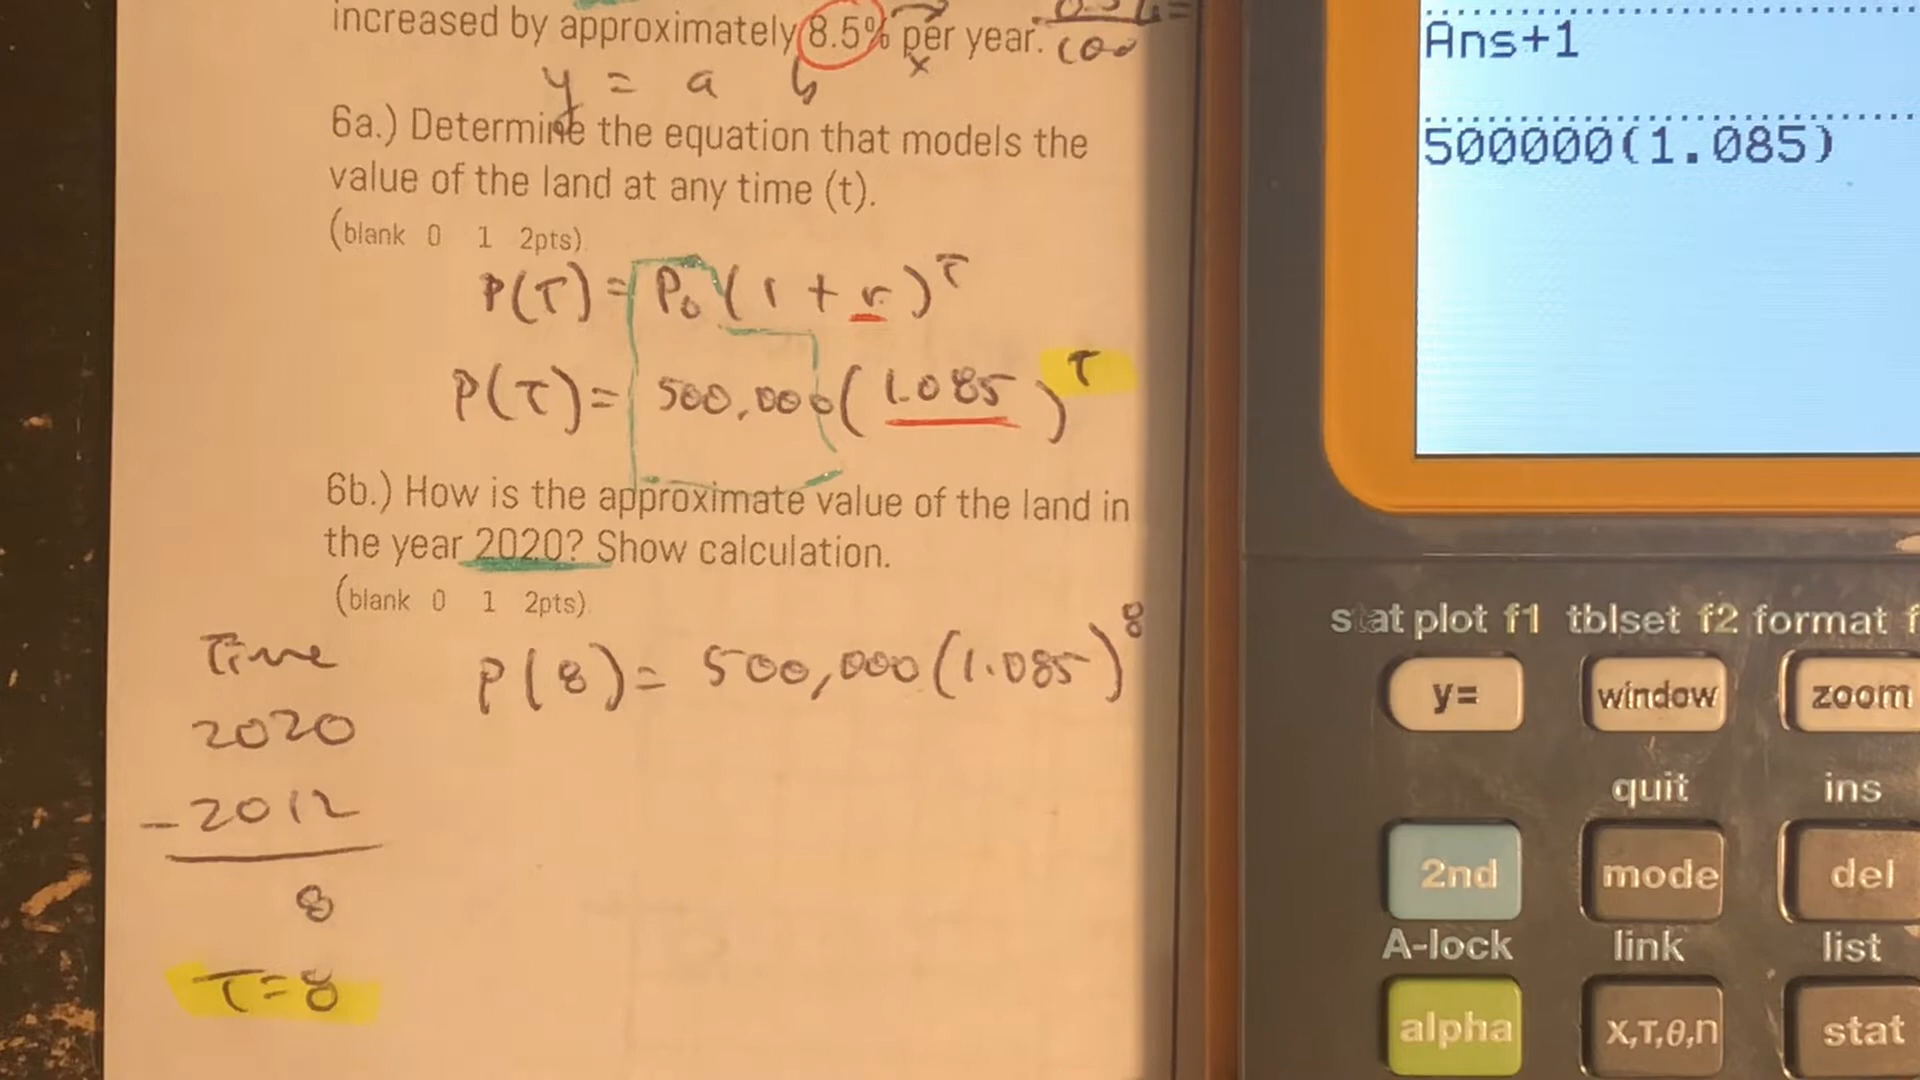 increased by approximately 8.5% per year.
100
x
y = a b
6a.) Determine the equation that models the
value of the land at any time (t).
(blank 0 1 2pts)
P(T) = P₀ (1 + r)ᵀ
P(T) = 500,000 (1.085)ᵀ
6b.) How is the approximate value of the land in
the year 2020? Show calculation.
(blank 0 1 2pts)
Time
2020
- 2012
8
T=8
P(8) = 500,000 (1.085)⁸
Ans+1
500000(1.085)
stat plot f1 tblset f2 format f
y= window zoom
quit ins
2nd mode del
A-lock link list
alpha X,T,θ,n stat